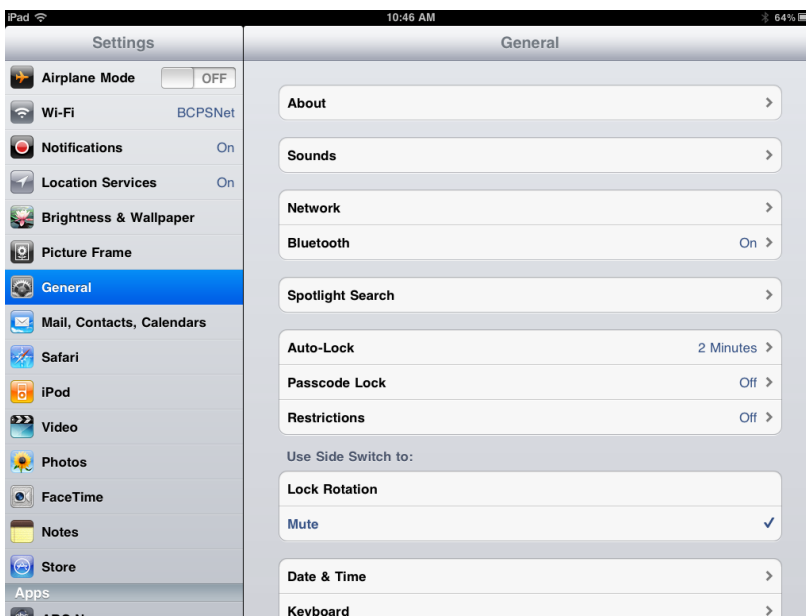 iPad 10:46 AM 64%
Settings
Airplane Mode OFF
Wi-Fi BCPSNet
Notifications On
Location Services On
Brightness & Wallpaper
Picture Frame
General
Mail, Contacts, Calendars
Safari
iPod
Video
Photos
FaceTime
Notes
Store
Apps
General
About
Sounds
Network
Bluetooth On
Spotlight Search
Auto-Lock 2 Minutes
Passcode Lock Off
Restrictions Off
Use Side Switch to:
Lock Rotation
Mute
Date & Time
Keyboard